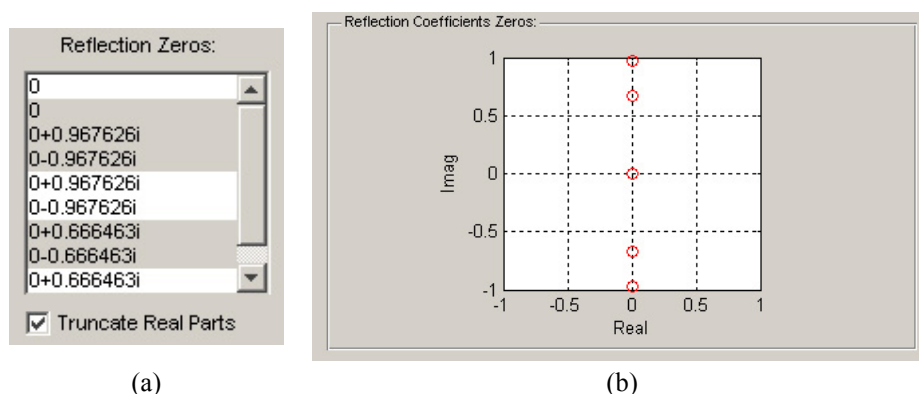 Reflection Zeros:
0
0
0+0.967626i
0-0.967626i
0+0.967626i
0-0.967626i
0+0.666463i
0-0.666463i
0+0.666463i
Truncate Real Parts
(a)
Reflection Coefficients Zeros:
1
0.5
0
-0.5
-1
Imag
-1 -0.5 0 0.5 1
Real
(b)